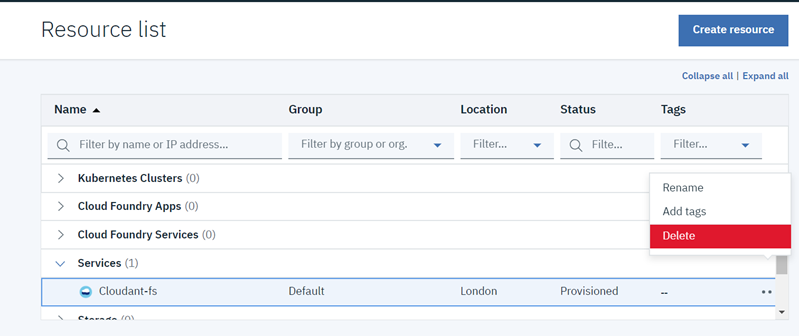 Resource list
Create resource
Collapse all | Expand all
Name Group Location Status Tags
Filter by name or IP address... Filter by group or org. Filter... Filte... Filter...
Kubernetes Clusters (0)
Rename
Cloud Foundry Apps (0)
Add tags
Cloud Foundry Services (0)
Delete
Services (1)
Cloudant-fs Default London Provisioned --
Storage (0)